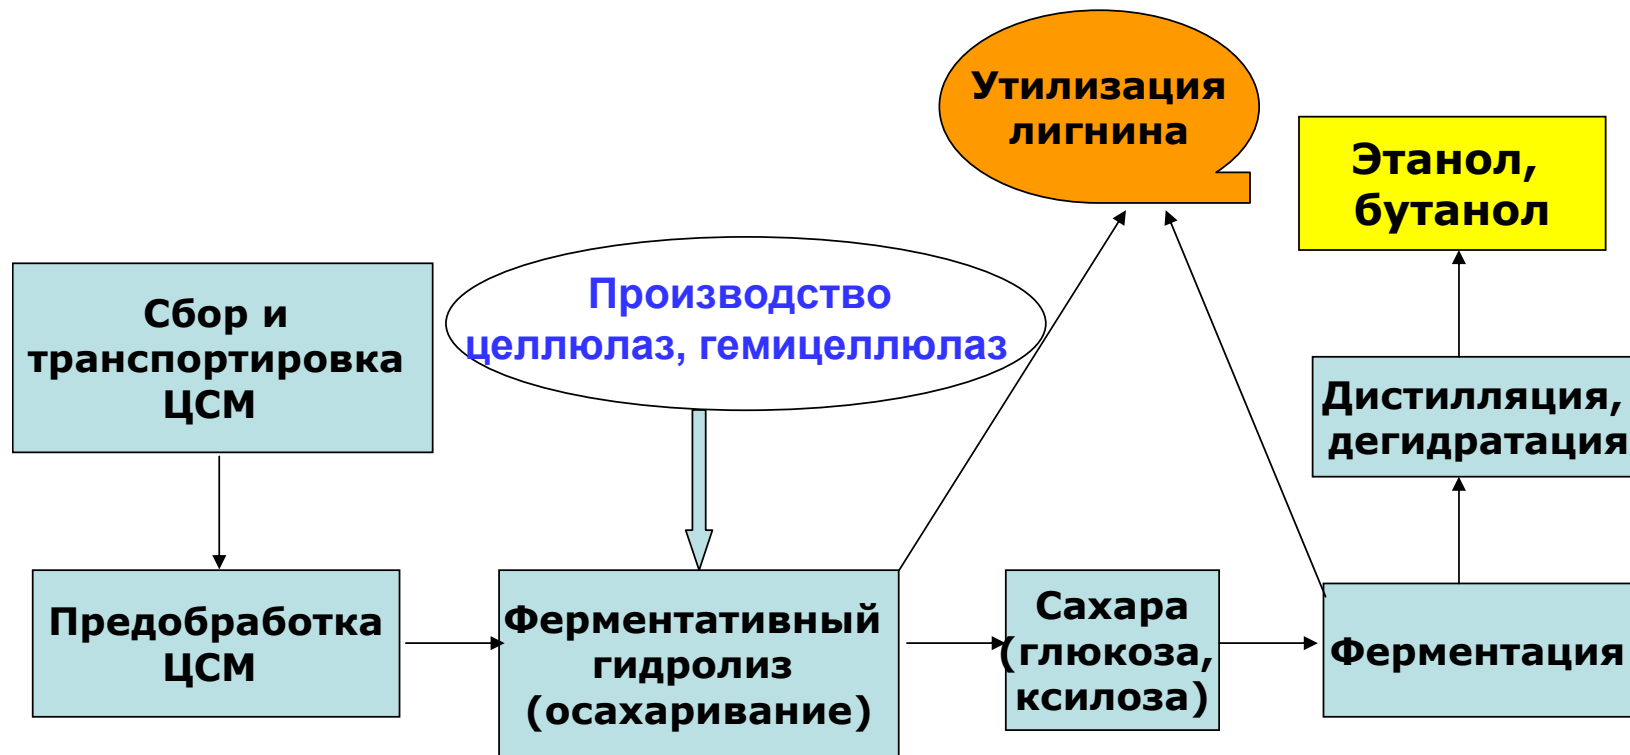 Утилизация
лигнина
Этанол,
бутанол
Производство
целлюлаз, гемицеллюлаз
Сбор и
транспортировка
ЦСМ
Дистилляция,
дегидратация
Предобработка
ЦСМ
Ферментативный
гидролиз
(осахаривание)
Сахара
(глюкоза,
ксилоза)
Ферментация